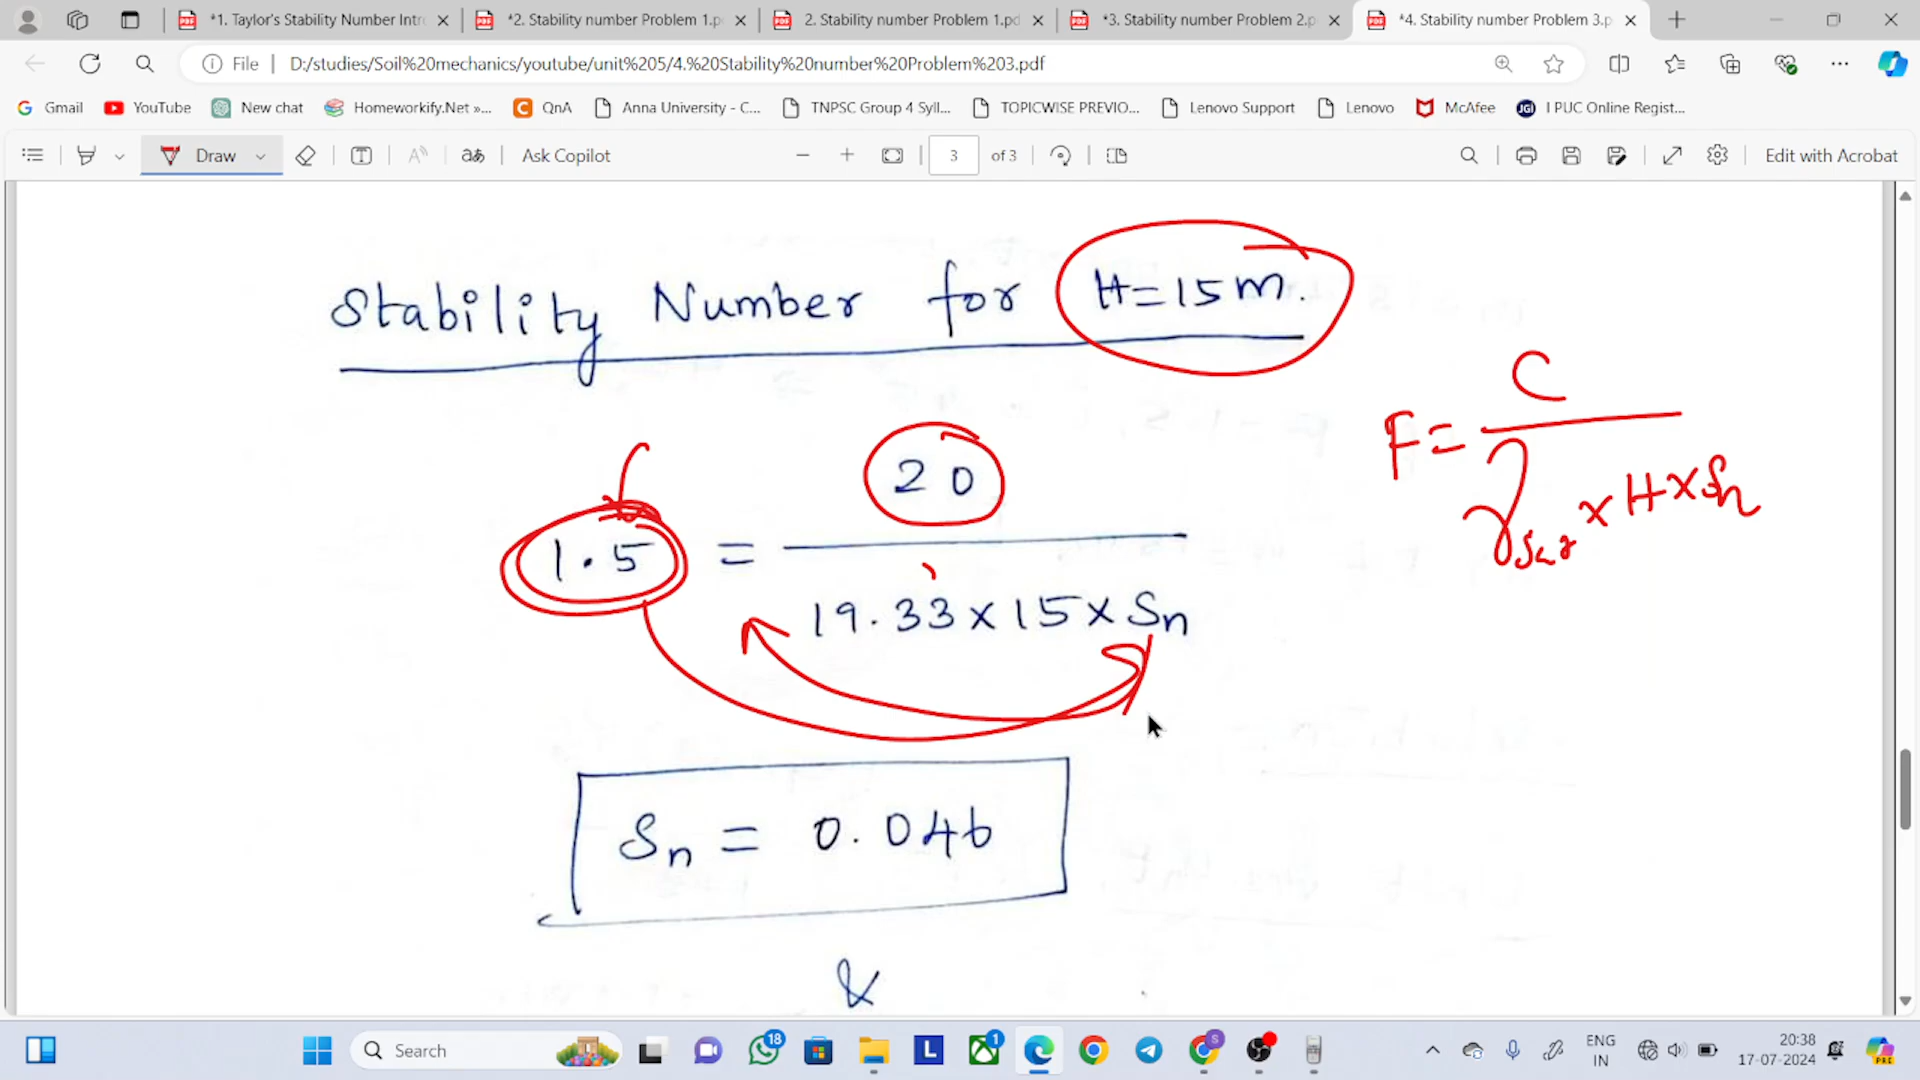 *1. Taylor's Stability Number Intr
*2. Stability number Problem 1.p
2. Stability number Problem 1.pd
*3. Stability number Problem 2.p
*4. Stability number Problem 3.p
File
D:/studies/Soil%20mechanics/youtube/unit%205/4.%20Stability%20number%20Problem%203.pdf
Gmail
YouTube
New chat
Homeworkify.Net »...
QnA
Anna University - C...
TNPSC Group 4 Syll...
TOPICWISE PREVIO...
Lenovo Support
Lenovo
McAfee
JGi
I PUC Online Regist...
Draw
Ask Copilot
3
of 3
Edit with Acrobat
Stability Number for H=15m.
F = C
γsat × H × Sn
f
20
1.5 =
19.33 × 15 × Sn
Sn = 0.046
&
Search
18
1
ENG
IN
20:38
17-07-2024